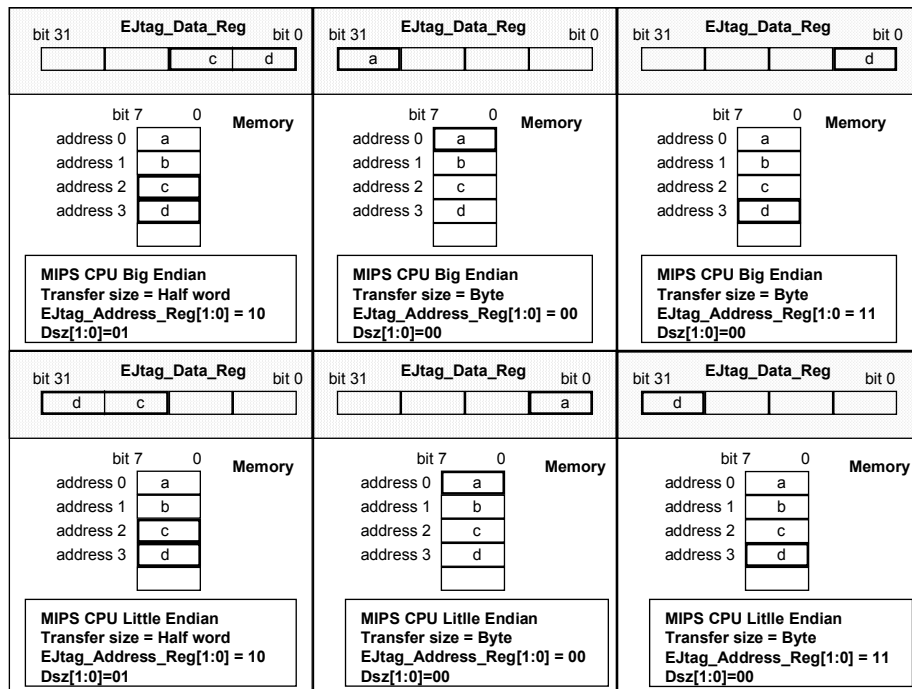 EJtag_Data_Reg
bit 31 bit 0
c d
bit 7 0
Memory
address 0 a
address 1 b
address 2 c
address 3 d
MIPS CPU Big Endian
Transfer size = Half word
EJtag_Address_Reg[1:0] = 10
Dsz[1:0]=01
EJtag_Data_Reg
bit 31 bit 0
a
bit 7 0
Memory
address 0 a
address 1 b
address 2 c
address 3 d
MIPS CPU Big Endian
Transfer size = Byte
EJtag_Address_Reg[1:0] = 00
Dsz[1:0]=00
EJtag_Data_Reg
bit 31 bit 0
d
bit 7 0
Memory
address 0 a
address 1 b
address 2 c
address 3 d
MIPS CPU Big Endian
Transfer size = Byte
EJtag_Address_Reg[1:0 = 11
Dsz[1:0]=00
EJtag_Data_Reg
bit 31 bit 0
d c
bit 7 0
Memory
address 0 a
address 1 b
address 2 c
address 3 d
MIPS CPU Little Endian
Transfer size = Half word
EJtag_Address_Reg[1:0] = 10
Dsz[1:0]=01
EJtag_Data_Reg
bit 31 bit 0
a
bit 7 0
Memory
address 0 a
address 1 b
address 2 c
address 3 d
MIPS CPU Litlle Endian
Transfer size = Byte
EJtag_Address_Reg[1:0] = 00
Dsz[1:0]=00
EJtag_Data_Reg
bit 31 bit 0
d
bit 7 0
Memory
address 0 a
address 1 b
address 2 c
address 3 d
MIPS CPU Litlle Endian
Transfer size = Byte
EJtag_Address_Reg[1:0] = 11
Dsz[1:0]=00